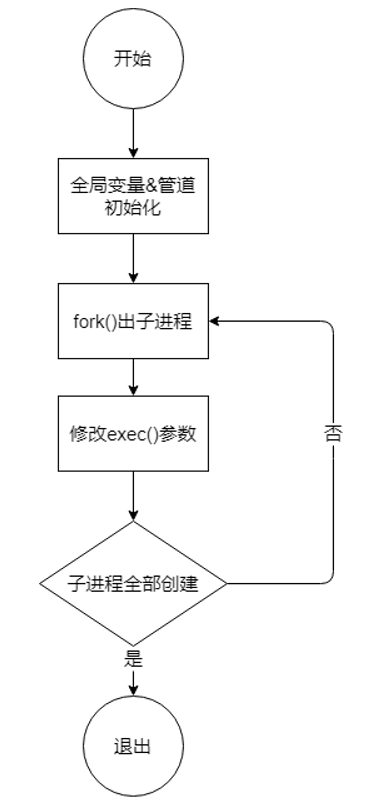 开始
全局变量&管道
初始化
fork()出子进程
修改exec()参数
否
子进程全部创建
是
退出